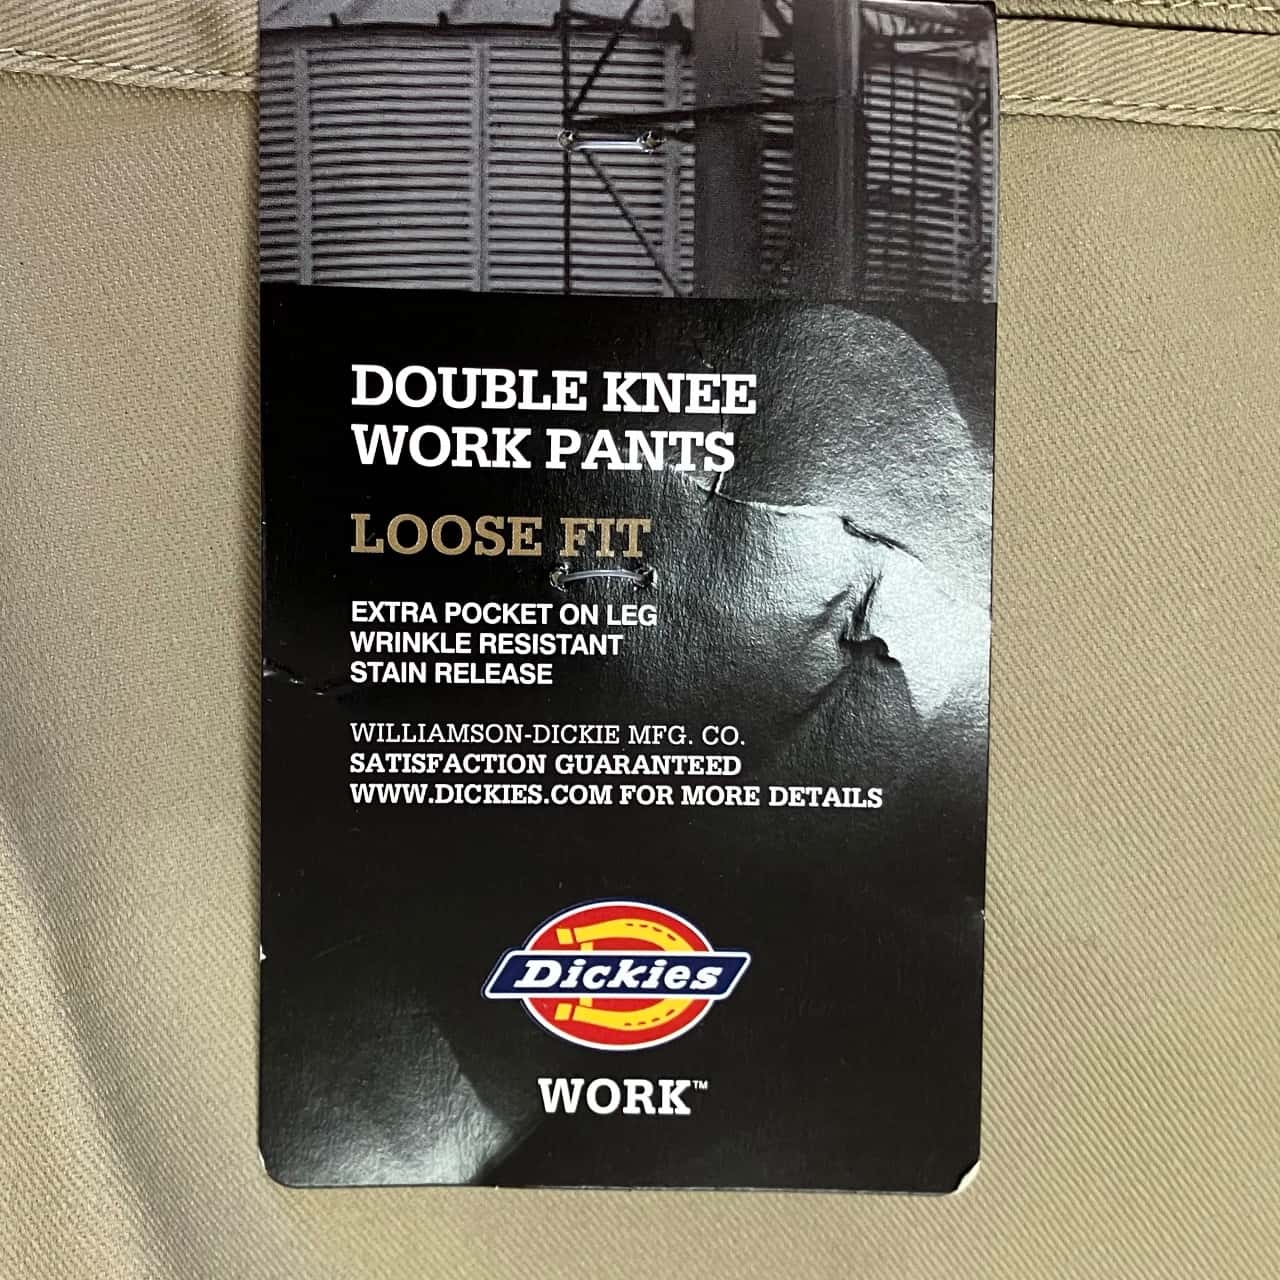 DOUBLE KNEE
WORK PANTS
LOOSE FIT
EXTRA POCKET ON LEG
WRINKLE RESISTANT
STAIN RELEASE
WILLIAMSON-DICKIE MFG. CO.
SATISFACTION GUARANTEED
WWW.DICKIES.COM FOR MORE DETAILS
Dickies
WORK™